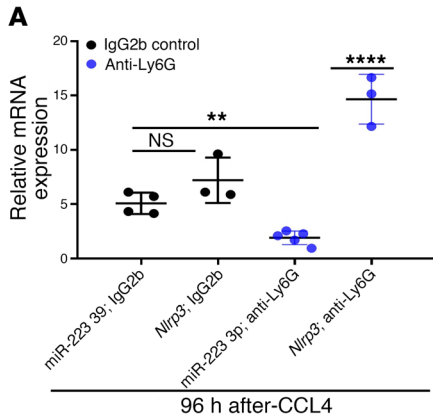 A
IgG2b control
Anti-Ly6G
Relative mRNA
expression
20
15
10
5
0
****
**
NS
miR-223 39; IgG2b
Nlrp3; IgG2b
miR-223 3p; anti-Ly6G
Nlrp3; anti-Ly6G
96 h after-CCL4